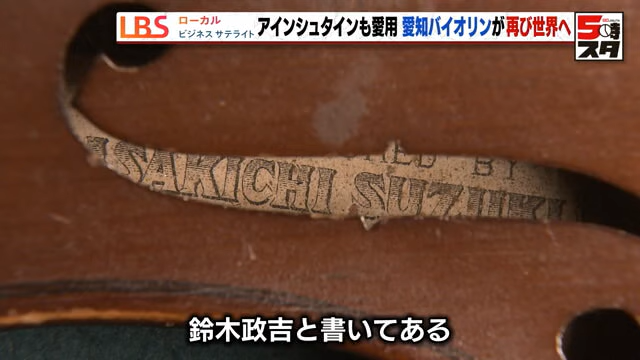 LBS ローカル
ビジネス サテライト
アインシュタインも愛用 愛知バイオリンが再び世界へ
5時スタ
BY
ISAKICHI SUZUKI
鈴木政吉と書いてある